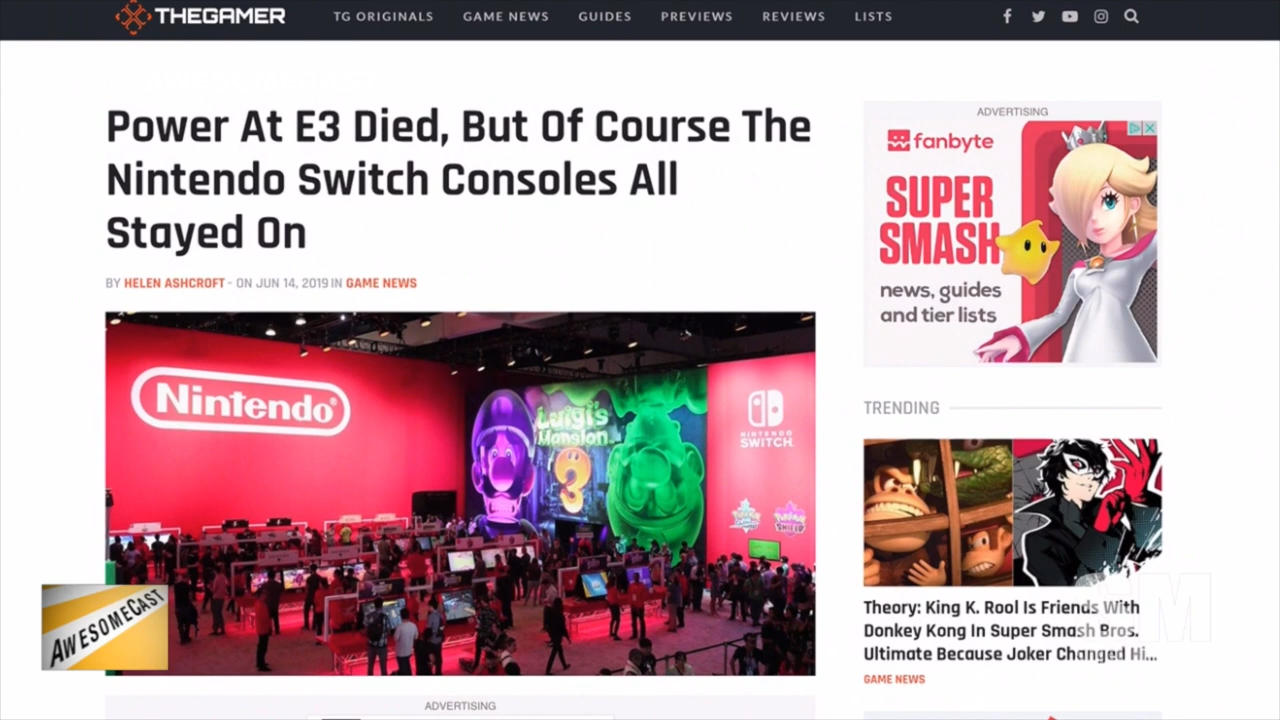 THEGAMER
TG ORIGINALS GAME NEWS GUIDES PREVIEWS REVIEWS LISTS
Power At E3 Died, But Of Course The
Nintendo Switch Consoles All
Stayed On
BY HELEN ASHCROFT - ON JUN 14, 2019 IN GAME NEWS
Nintendo
Luigi's
Mansion
3
NINTENDO
SWITCH
POKÉMON
SHIELD
AWESOMECAST
ADVERTISING
ADVERTISING
fanbyte
SUPER
SMASH
news, guides
and tier lists
TRENDING
Theory: King K. Rool Is Friends With
Donkey Kong In Super Smash Bros.
Ultimate Because Joker Changed Hi...
GAME NEWS